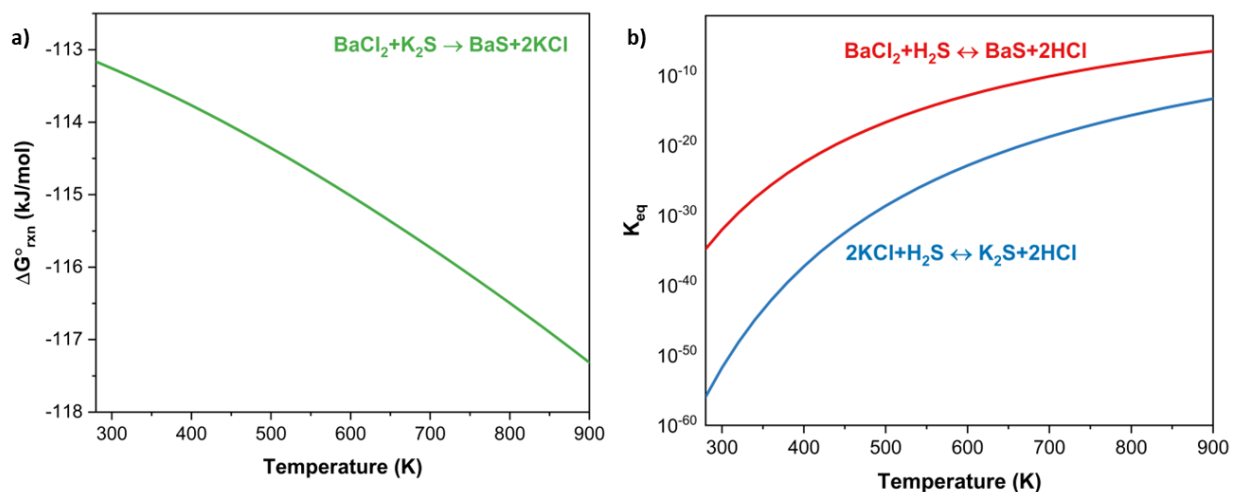 a)
BaCl₂+K₂S → BaS+2KCl
-113
-114
-115
-116
-117
-118
ΔG°rxn (kJ/mol)
300 400 500 600 700 800 900
Temperature (K)
b)
BaCl₂+H₂S ↔ BaS+2HCl
2KCl+H₂S ↔ K₂S+2HCl
10⁻¹⁰
10⁻²⁰
10⁻³⁰
10⁻⁴⁰
10⁻⁵⁰
10⁻⁶⁰
Keq
300 400 500 600 700 800 900
Temperature (K)